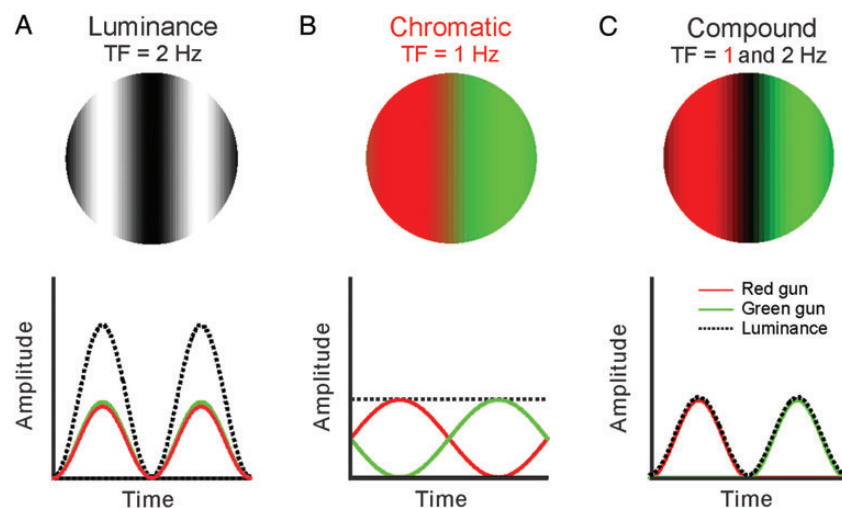 A
Luminance
TF = 2 Hz
Amplitude
Time
B
Chromatic
TF = 1 Hz
Amplitude
Time
C
Compound
TF = 1 and 2 Hz
Red gun
Green gun
Luminance
Amplitude
Time